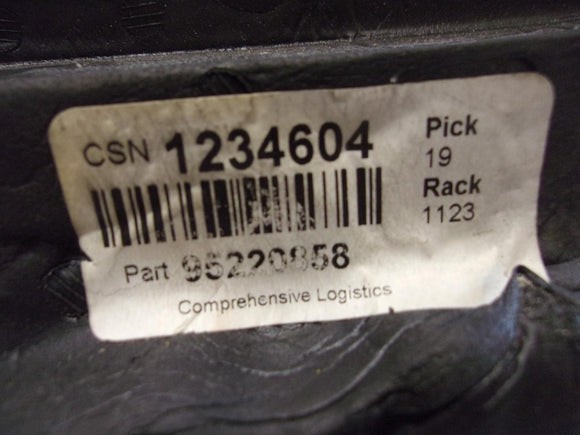 CSN 1234604
Pick
19
Rack
1123
Part 95220858
Comprehensive Logistics